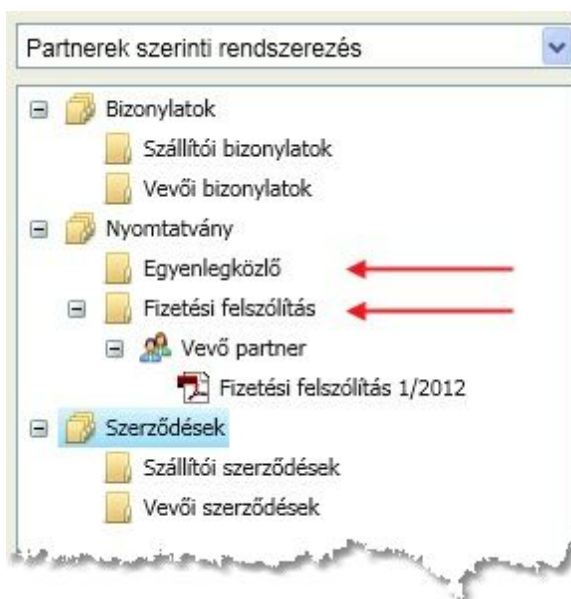 Partnerek szerinti rendszerezés
Bizonylatok
Szállítói bizonylatok
Vevői bizonylatok
Nyomtatvány
Egyenlegközlő
Fizetési felszólítás
Vevő partner
Fizetési felszólítás 1/2012
Szerződések
Szállítói szerződések
Vevői szerződések